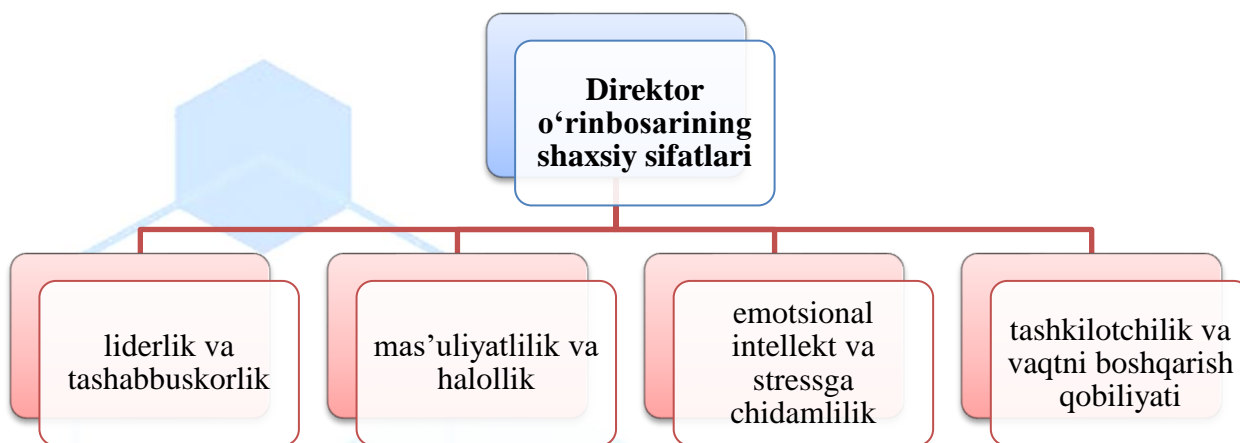 Direktor
o‘rinbosarining
shaxsiy sifatlari
liderlik va
tashabbuskorlik
mas’uliyatlilik va
halollik
emotsional
intellekt va
stressga
chidamlilik
tashkilotchilik va
vaqtni boshqarish
qobiliyati